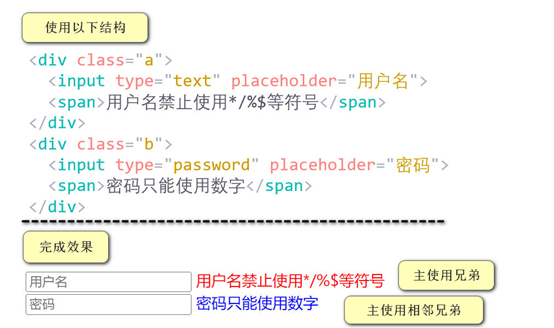 使用以下结构
<div class="a">
<input type="text" placeholder="用户名">
<span>用户名禁止使用*/%$等符号</span>
</div>
<div class="b">
<input type="password" placeholder="密码">
<span>密码只能使用数字</span>
</div>
完成效果
用户名 用户名禁止使用*/%$等符号 主使用兄弟
密码 密码只能使用数字 主使用相邻兄弟